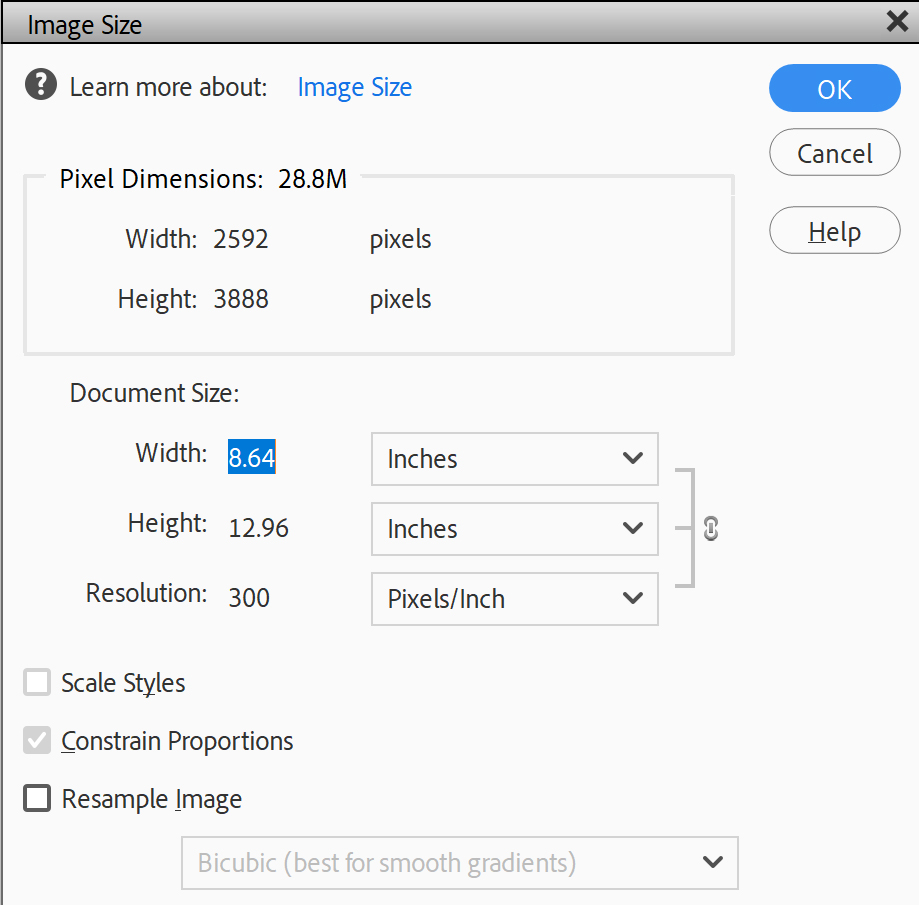 Image Size
? Learn more about: Image Size
OK
Cancel
Help
Pixel Dimensions: 28.8M
Width: 2592 pixels
Height: 3888 pixels
Document Size:
Width: 8.64 Inches
Height: 12.96 Inches
Resolution: 300 Pixels/Inch
Scale Styles
Constrain Proportions
Resample Image
Bicubic (best for smooth gradients)